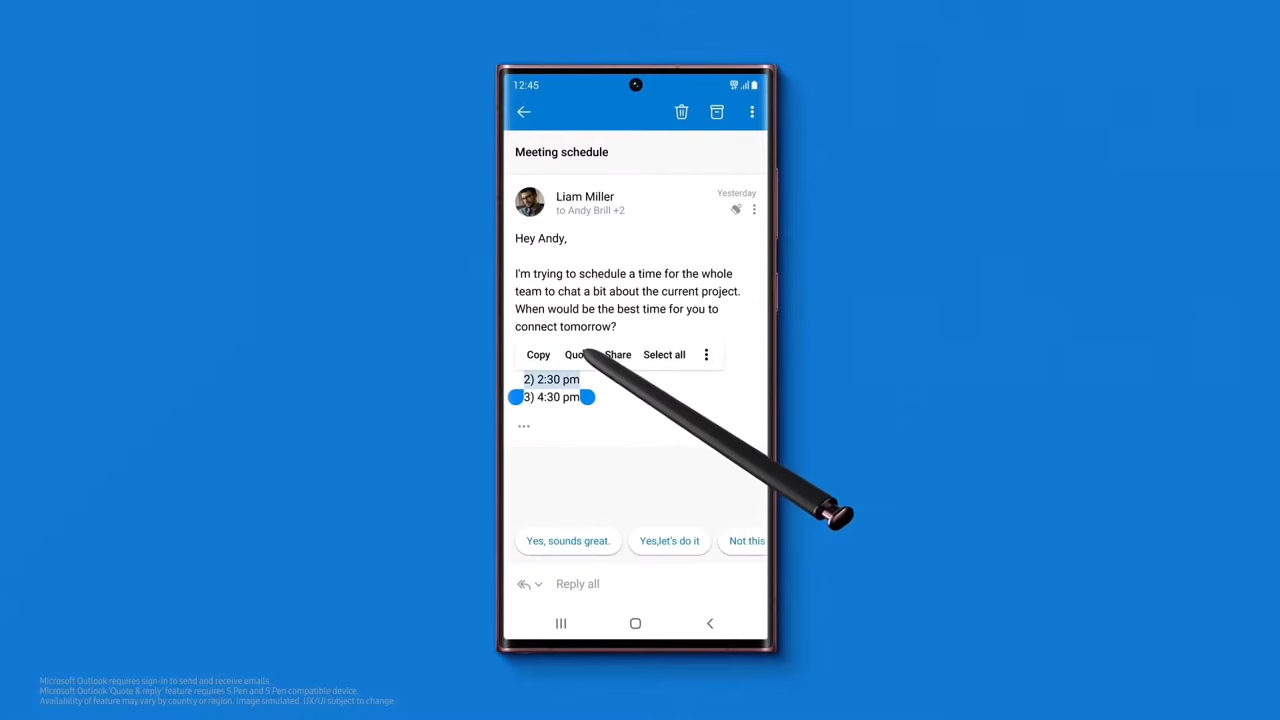 12:45
Meeting schedule
Liam Miller
Yesterday
to Andy Brill +2
Hey Andy,
I'm trying to schedule a time for the whole
team to chat a bit about the current project.
When would be the best time for you to
connect tomorrow?
Copy Quo Share Select all
2) 2:30 pm
3) 4:30 pm
Yes, sounds great. Yes,let's do it Not this
Reply all
Microsoft Outlook requires sign-in to send and receive emails.
Microsoft Outlook 'Quote & reply' feature requires S Pen and S Pen compatible device.
Availability of feature may vary by country or region. Image simulated. UX/UI subject to change.